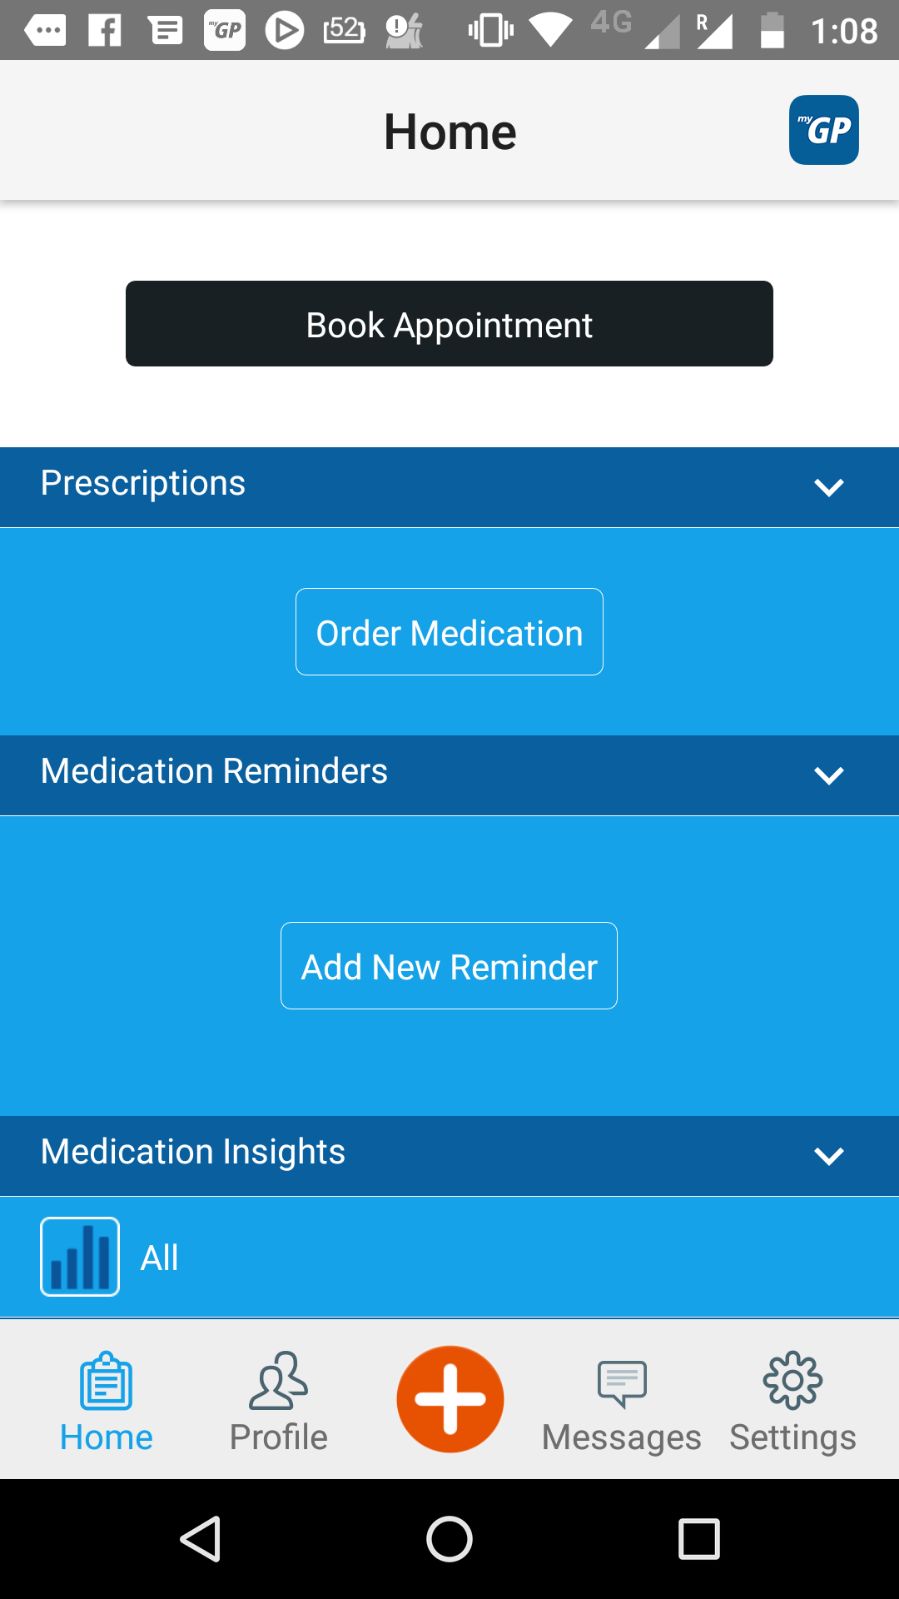 myGP 52 4G R 1:08
Home
myGP
Book Appointment
Prescriptions
Order Medication
Medication Reminders
Add New Reminder
Medication Insights
All
Home Profile Messages Settings